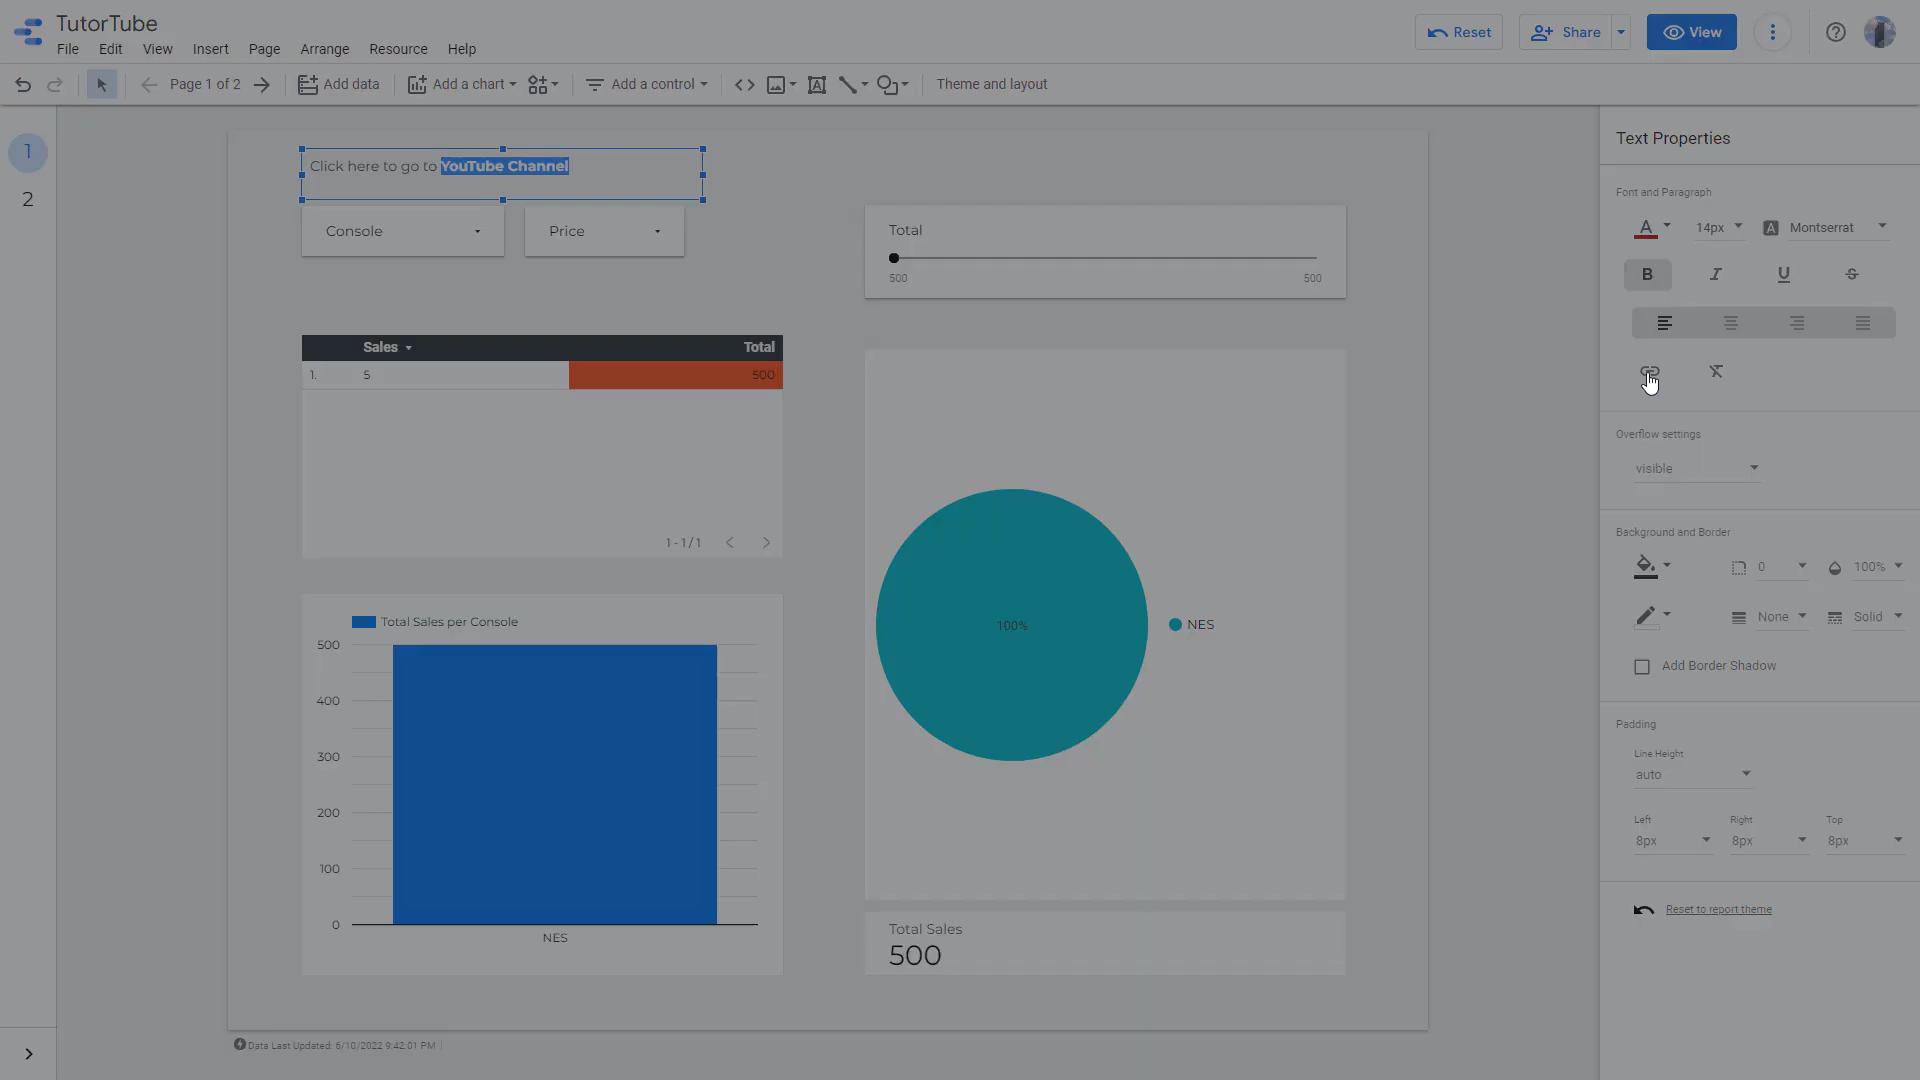 TutorTube
File Edit View Insert Page Arrange Resource Help
Reset Share View
Page 1 of 2 Add data Add a chart Add a control Theme and layout
1
2
Click here to go to YouTube Channel
Console Price
Total
500 500
Sales Total
1. 5 500
1 - 1 / 1
Total Sales per Console
500
400
300
200
100
0
NES
100%
NES
Total Sales
500
Data Last Updated: 6/10/2022 9:42:01 PM
Text Properties
Font and Paragraph
A 14px A Montserrat
B I U S
Overflow settings
visible
Background and Border
0 100%
None Solid
Add Border Shadow
Padding
Line Height
auto
Left Right Top
8px 8px 8px
Reset to report theme